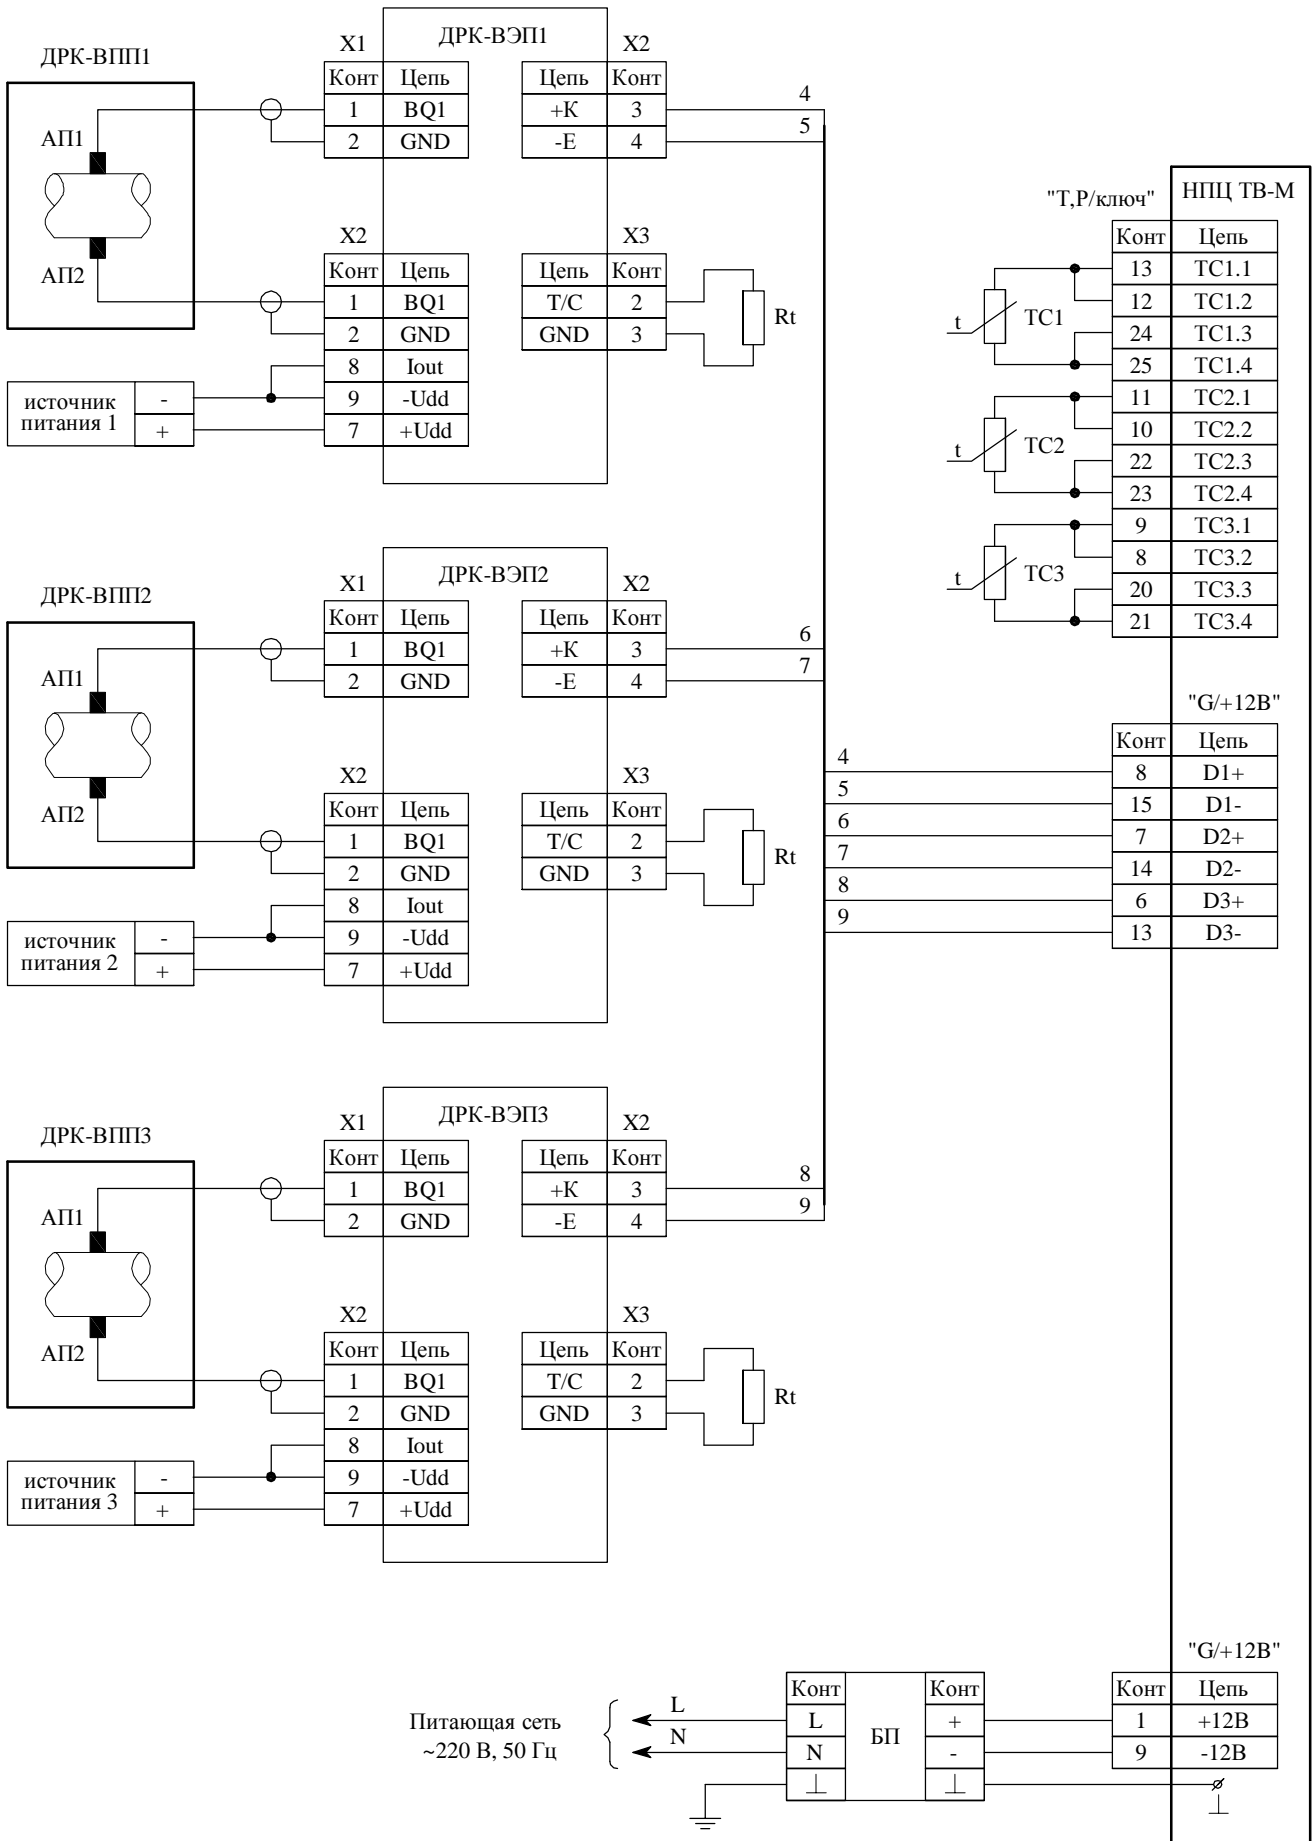 ДРК-ВПП1
АП1
АП2
источник питания 1
-
+
ДРК-ВЭП1
X1
Конт Цепь
1 BQ1
2 GND
X2
Цепь Конт
+К 3
-Е 4
X2
Конт Цепь
1 BQ1
2 GND
8 Iout
9 -Udd
7 +Udd
X3
Цепь Конт
T/C 2
GND 3
Rt
4
5
ДРК-ВПП2
АП1
АП2
источник питания 2
-
+
ДРК-ВЭП2
X1
Конт Цепь
1 BQ1
2 GND
X2
Цепь Конт
+К 3
-Е 4
X2
Конт Цепь
1 BQ1
2 GND
8 Iout
9 -Udd
7 +Udd
X3
Цепь Конт
T/C 2
GND 3
Rt
6
7
ДРК-ВПП3
АП1
АП2
источник питания 3
-
+
ДРК-ВЭП3
X1
Конт Цепь
1 BQ1
2 GND
X2
Цепь Конт
+К 3
-Е 4
X2
Конт Цепь
1 BQ1
2 GND
8 Iout
9 -Udd
7 +Udd
X3
Цепь Конт
T/C 2
GND 3
Rt
8
9
"Т,Р/ключ"
НПЦ ТВ-М
Конт Цепь
13 ТС1.1
12 ТС1.2
24 ТС1.3
25 ТС1.4
11 ТС2.1
10 ТС2.2
22 ТС2.3
23 ТС2.4
9 ТС3.1
8 ТС3.2
20 ТС3.3
21 ТС3.4
t ТС1
t ТС2
t ТС3
"G/+12В"
Конт Цепь
4 8 D1+
5 15 D1-
6 7 D2+
7 14 D2-
8 6 D3+
9 13 D3-
Питающая сеть
~220 В, 50 Гц
L
N
Конт
L
N
БП
Конт
+
-
"G/+12В"
Конт Цепь
1 +12В
9 -12В